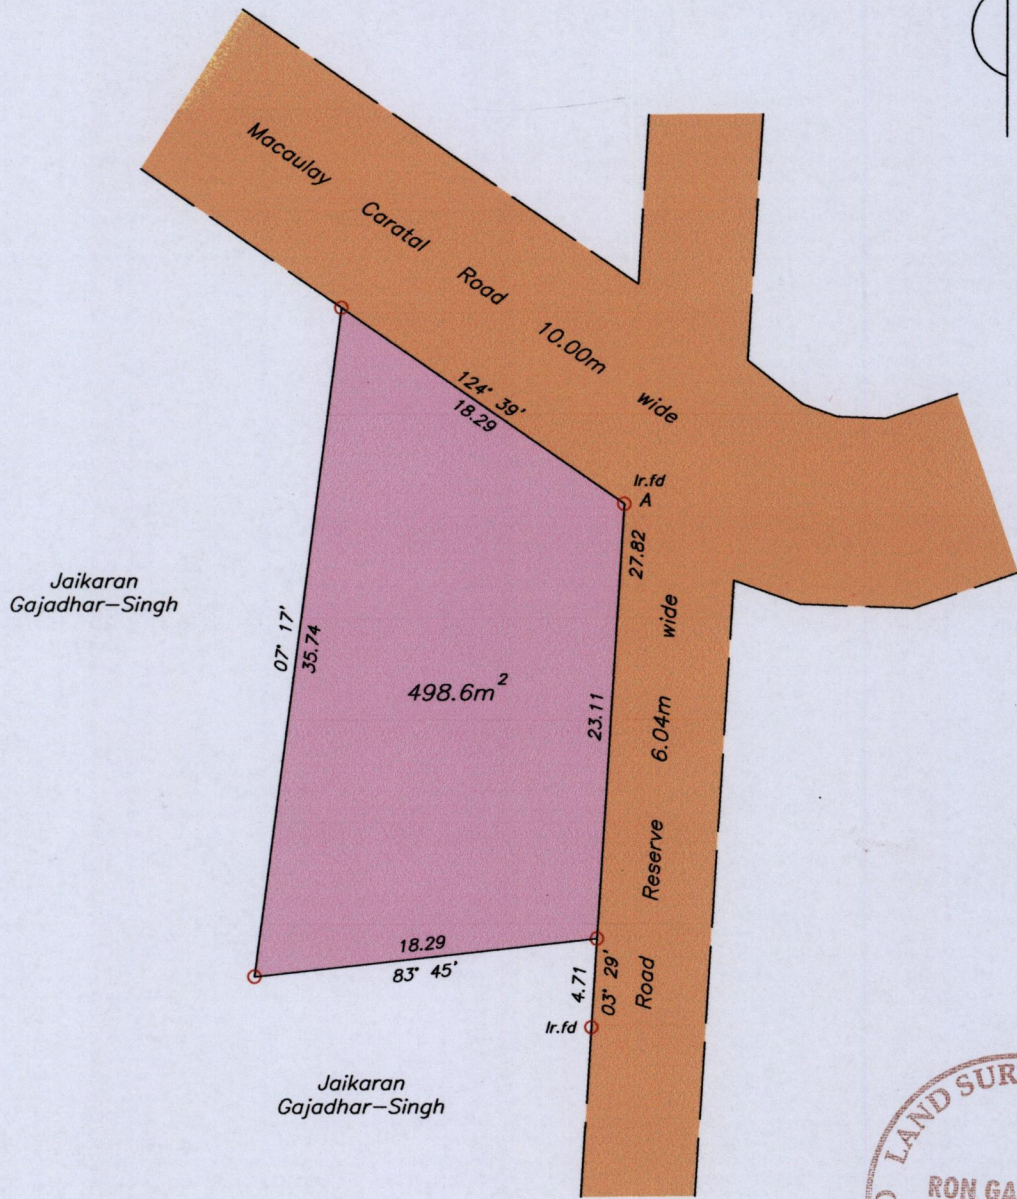 Macaulay Caratal Road 10.00m wide
124° 39'
18.29
Ir.fd
A
27.82
Jaikaran
Gajadhar-Singh
07° 17'
35.74
498.6m²
23.11
Road Reserve 6.04m wide
18.29
83° 45'
4.71
03° 29'
Ir.fd
Jaikaran
Gajadhar-Singh
LAND SUR
RON GA